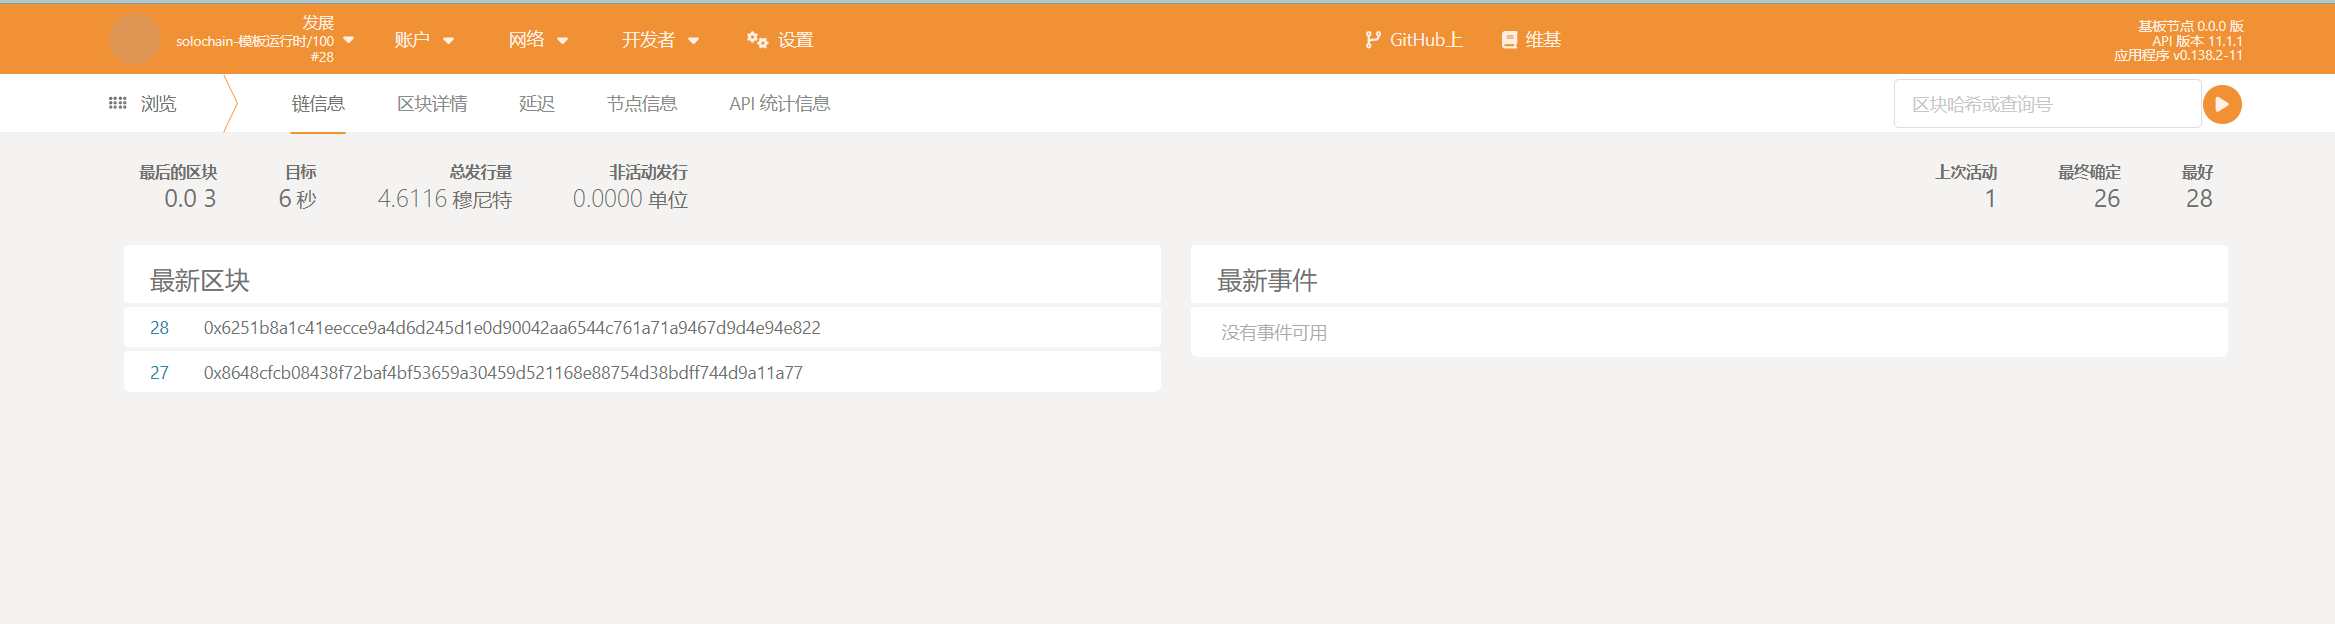 发展
solochain-模板运行时/100
#28
账户
网络
开发者
设置
GitHub上
维基
基板节点 0.0.0 版
API 版本 11.1.1
应用程序 v0.138.2-11
浏览
链信息
区块详情
延迟
节点信息
API 统计信息
区块哈希或查询号
最后的区块
0.0 3
目标
6 秒
总发行量
4.6116 穆尼特
非活动发行
0.0000 单位
上次活动
1
最终确定
26
最好
28
最新区块
28 0x6251b8a1c41eecce9a4d6d245d1e0d90042aa6544c761a71a9467d9d4e94e822
27 0x8648cfcb08438f72baf4bf53659a30459d521168e88754d38bdff744d9a11a77
最新事件
没有事件可用